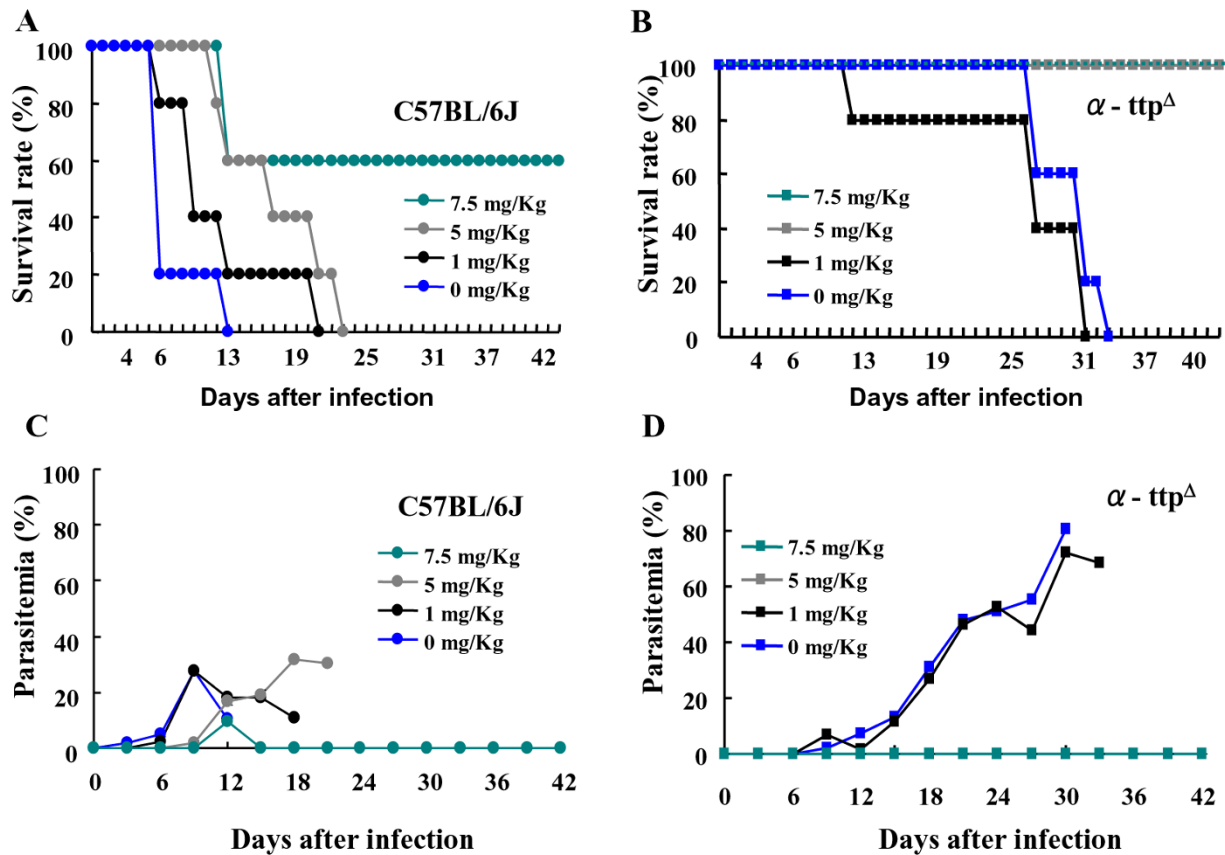 A
100
80
60
40
20
0
Survival rate (%)
C57BL/6J
7.5 mg/Kg
5 mg/Kg
1 mg/Kg
0 mg/Kg
4 6 13 19 25 31 37 42
Days after infection
B
100
80
60
40
20
0
Survival rate (%)
α - ttpΔ
7.5 mg/Kg
5 mg/Kg
1 mg/Kg
0 mg/Kg
4 6 13 19 25 31 37 40
Days after infection
C
100
80
60
40
20
0
Parasitemia (%)
C57BL/6J
7.5 mg/Kg
5 mg/Kg
1 mg/Kg
0 mg/Kg
0 6 12 18 24 30 36 42
Days after infection
D
100
80
60
40
20
0
Parasitemia (%)
α - ttpΔ
7.5 mg/Kg
5 mg/Kg
1 mg/Kg
0 mg/Kg
0 6 12 18 24 30 36 42
Days after infection